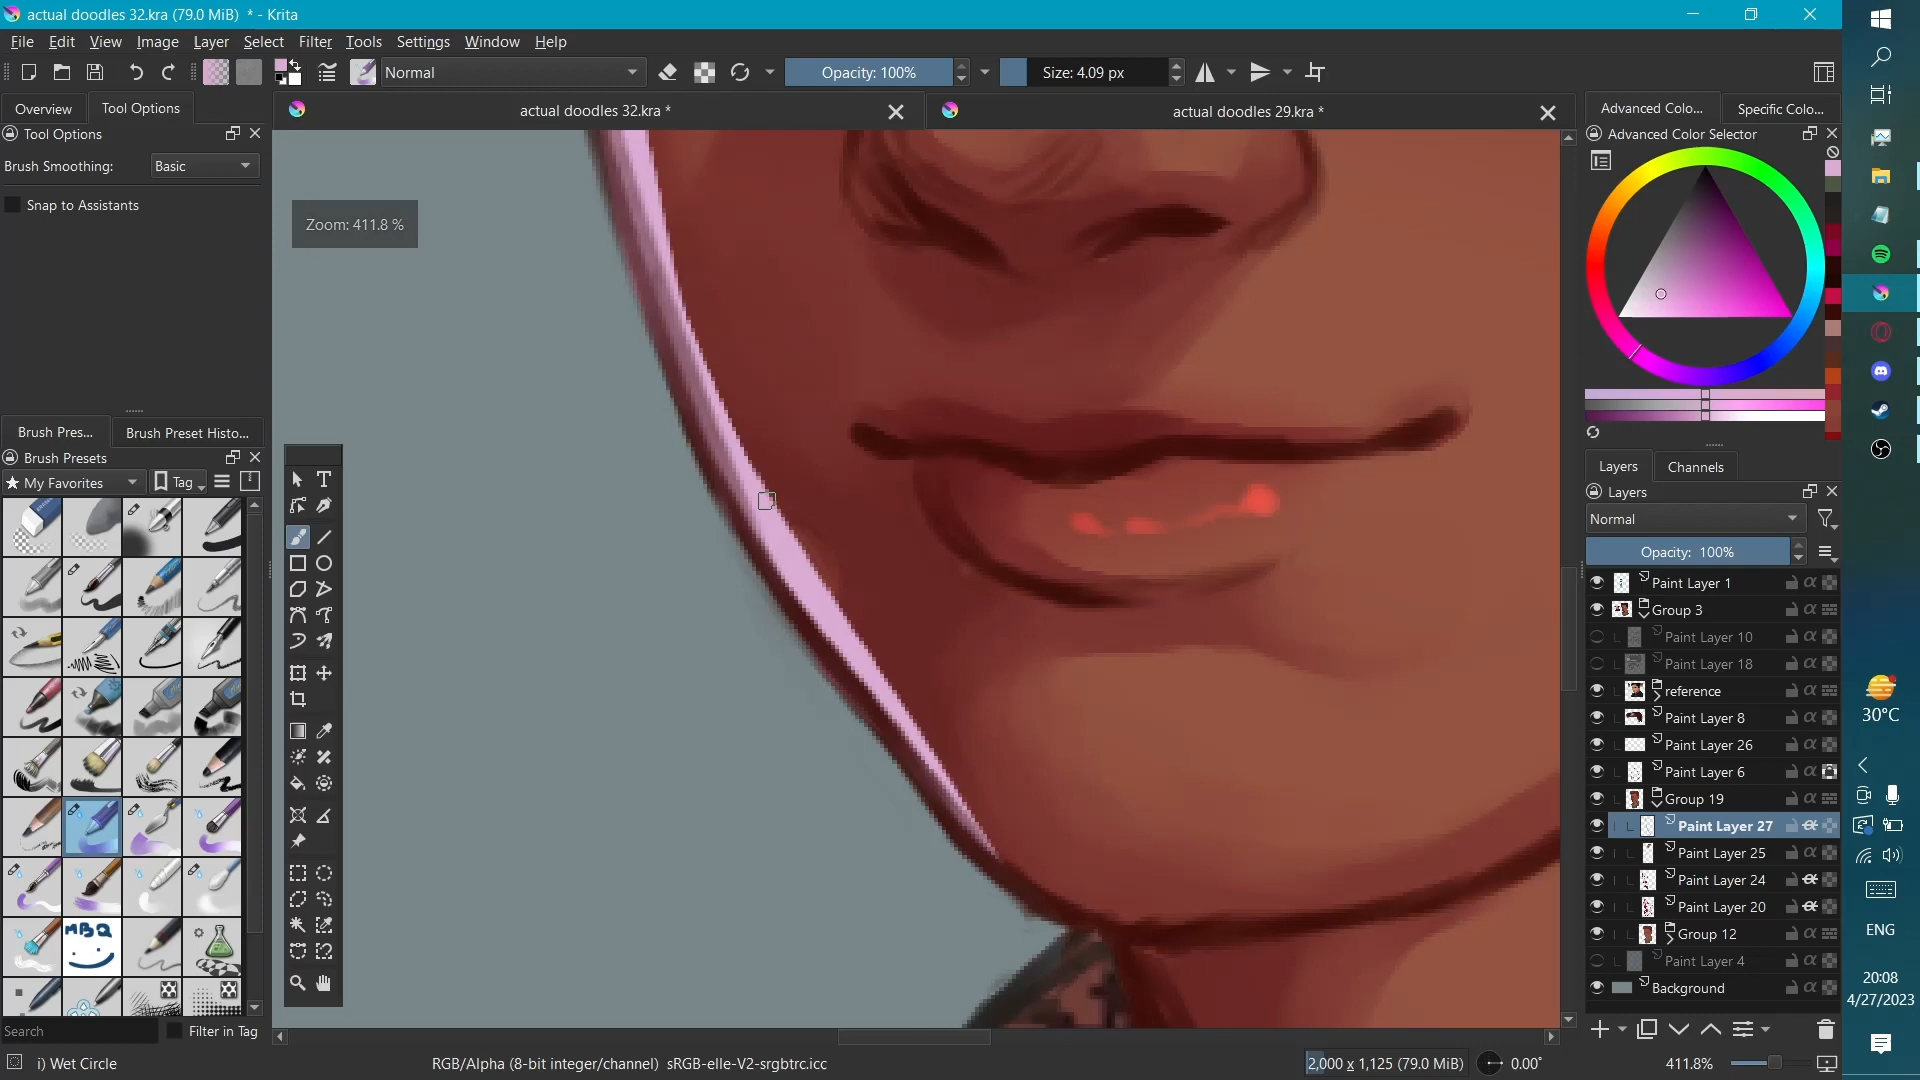 actual doodles 32.kra (79.0 MiB)  * - Krita
File Edit View Image Layer Select Filter Tools Settings Window Help
Normal
Opacity: 100%
Size: 4.09 px
Overview
Tool Options
actual doodles 32.kra *
actual doodles 29.kra *
Advanced Colo...
Specific Colo...
Tool Options
Advanced Color Selector
Brush Smoothing:
Basic
Snap to Assistants
Zoom: 411.8 %
Brush Pres...
Brush Preset Histo...
Brush Presets
My Favorites
Tag
MBQ
Search
Filter in Tag
Layers
Channels
Layers
Normal
Opacity:  100%
Paint Layer 1
Group 3
Paint Layer 10
Paint Layer 18
reference
Paint Layer 8
Paint Layer 26
Paint Layer 6
Group 19
Paint Layer 27
Paint Layer 25
Paint Layer 24
Paint Layer 20
Group 12
Paint Layer 4
Background
i) Wet Circle
RGB/Alpha (8-bit integer/channel)  sRGB-elle-V2-srgbtrc.icc
2,000 x 1,125 (79.0 MiB)
0.00°
411.8%
30°C
ENG
20:08
4/27/2023